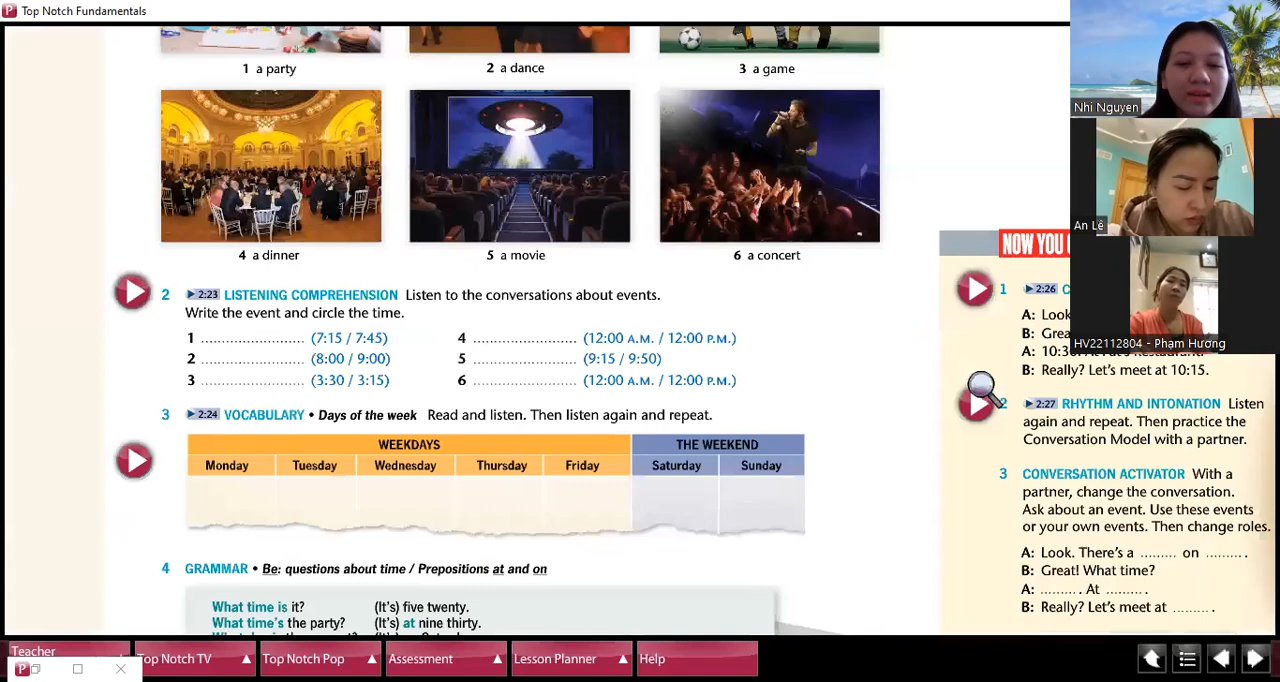 Top Notch Fundamentals
1 a party
2 a dance
3 a game
4 a dinner
5 a movie
6 a concert
2 2:23 LISTENING COMPREHENSION Listen to the conversations about events.
Write the event and circle the time.
1 ........................ (7:15 / 7:45)
2 ........................ (8:00 / 9:00)
3 ........................ (3:30 / 3:15)
4 ........................ (12:00 A.M. / 12:00 P.M.)
5 ........................ (9:15 / 9:50)
6 ........................ (12:00 A.M. / 12:00 P.M.)
3 2:24 VOCABULARY • Days of the week Read and listen. Then listen again and repeat.
WEEKDAYS THE WEEKEND
Monday Tuesday Wednesday Thursday Friday Saturday Sunday
4 GRAMMAR • Be: questions about time / Prepositions at and on
What time is it? (It's) five twenty.
What time's the party? (It's) at nine thirty.
NOW YOU
1 2:26
A: Look
B: Grea
A: 10:30
B: Really? Let's meet at 10:15.
2 2:27 RHYTHM AND INTONATION Listen
again and repeat. Then practice the
Conversation Model with a partner.
3 CONVERSATION ACTIVATOR With a
partner, change the conversation.
Ask about an event. Use these events
or your own events. Then change roles.
A: Look. There's a ......... on ......... .
B: Great! What time?
A: ......... . At ......... .
B: Really? Let's meet at ......... .
Nhi Nguyen
An Lê
HV22112804 - Phạm Hương
Teacher
Top Notch TV
Top Notch Pop
Assessment
Lesson Planner
Help